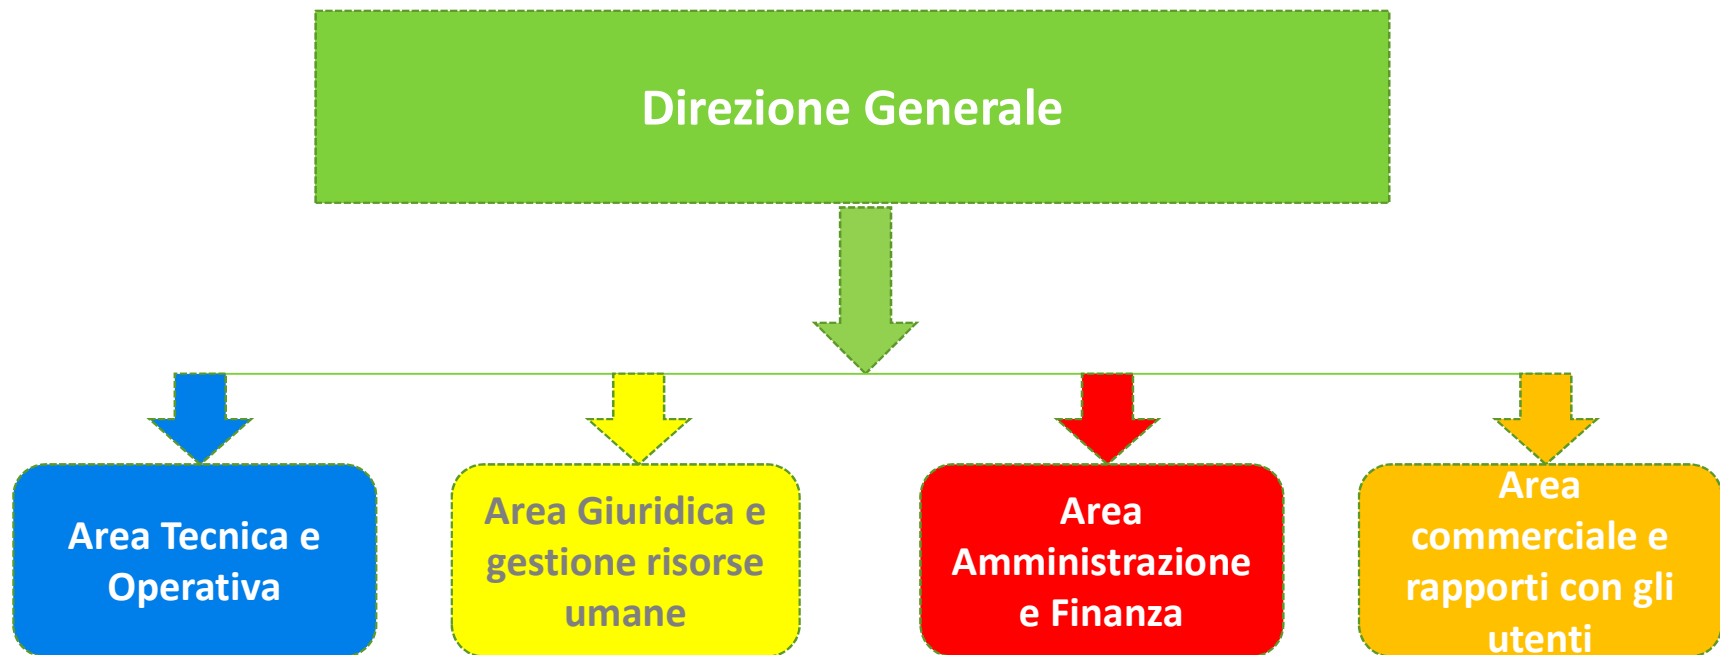 Direzione Generale
Area Tecnica e
Operativa
Area Giuridica e
gestione risorse
umane
Area
Amministrazione
e Finanza
Area
commerciale e
rapporti con gli
utenti